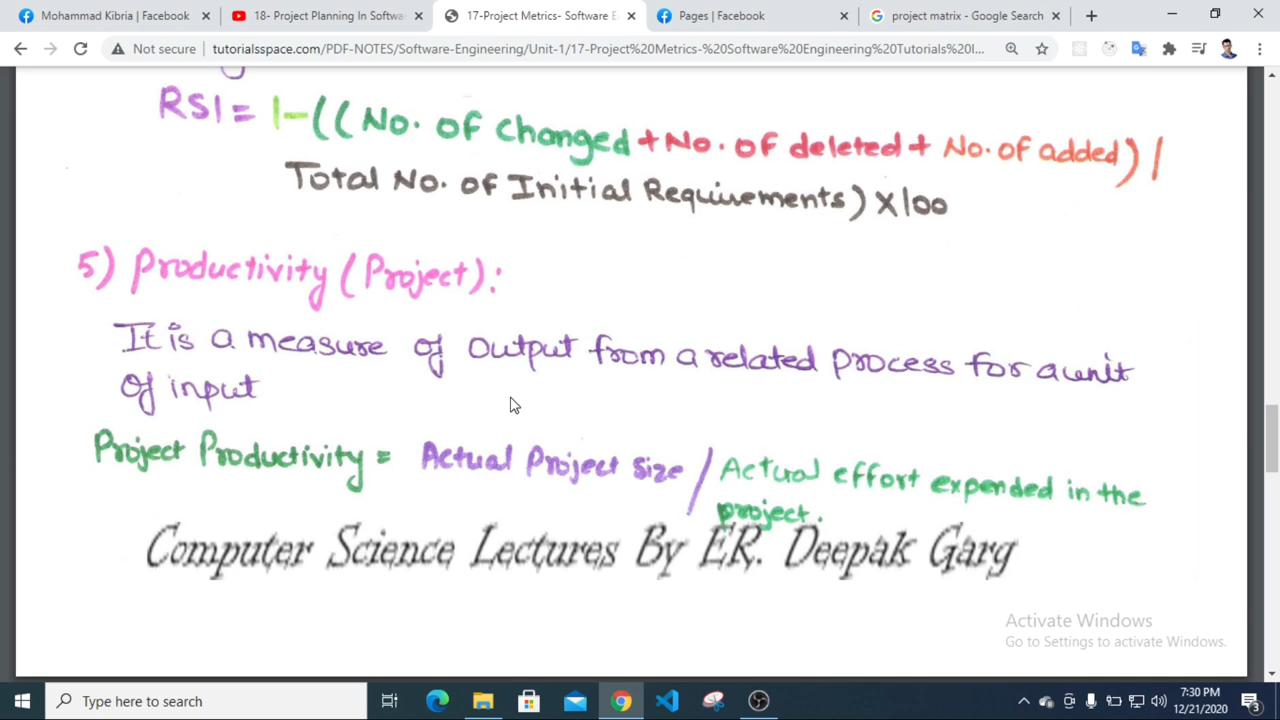 Mohammad Kibria | Facebook
18- Project Planning In Softwa
17-Project Metrics- Software E
Pages | Facebook
project matrix - Google Search
Not secure | tutorialsspace.com/PDF-NOTES/Software-Engineering/Unit-1/17-Project%20Metrics-%20Software%20Engineering%20Tutorials%20I...
RSI = 1-((No. of changed + No. of deleted + No. of added) /
Total No. of Initial Requirements) X100
5) Productivity (Project):
It is a measure of output from a related process for a unit
of input
Project Productivity = Actual Project size / Actual effort expended in the
project.
Computer Science Lectures By ER. Deepak Garg
Activate Windows
Go to Settings to activate Windows.
Type here to search
7:30 PM
12/21/2020
3